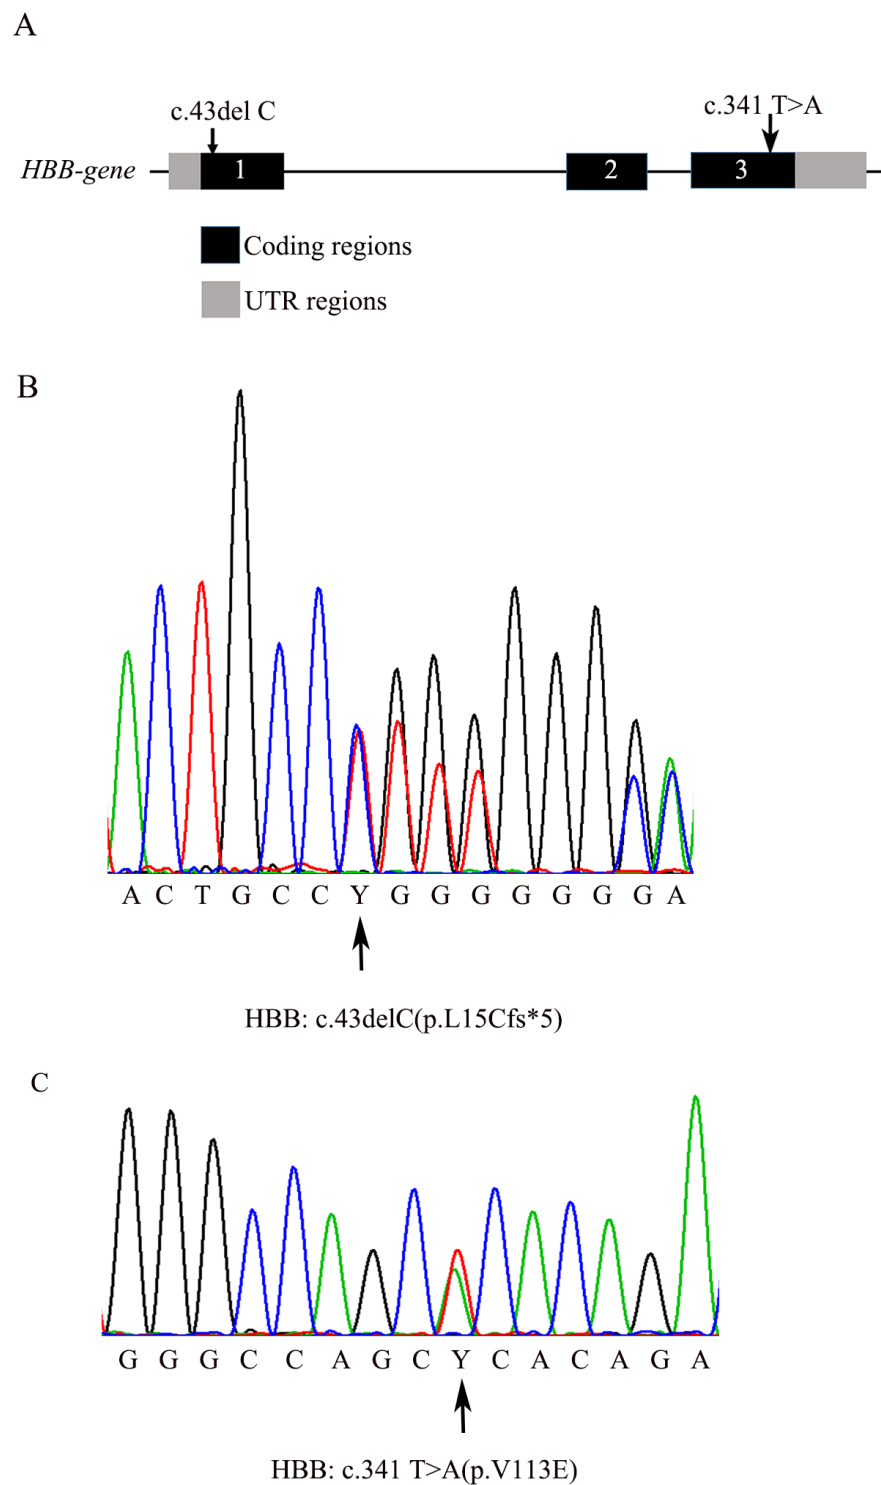 A
c.43del C
c.341 T>A
HBB-gene
1
2
3
Coding regions
UTR regions
B
A C T G C C Y G G G G G G G A
HBB: c.43delC(p.L15Cfs*5)
C
G G G C C A G C Y C A C A G A
HBB: c.341 T>A(p.V113E)